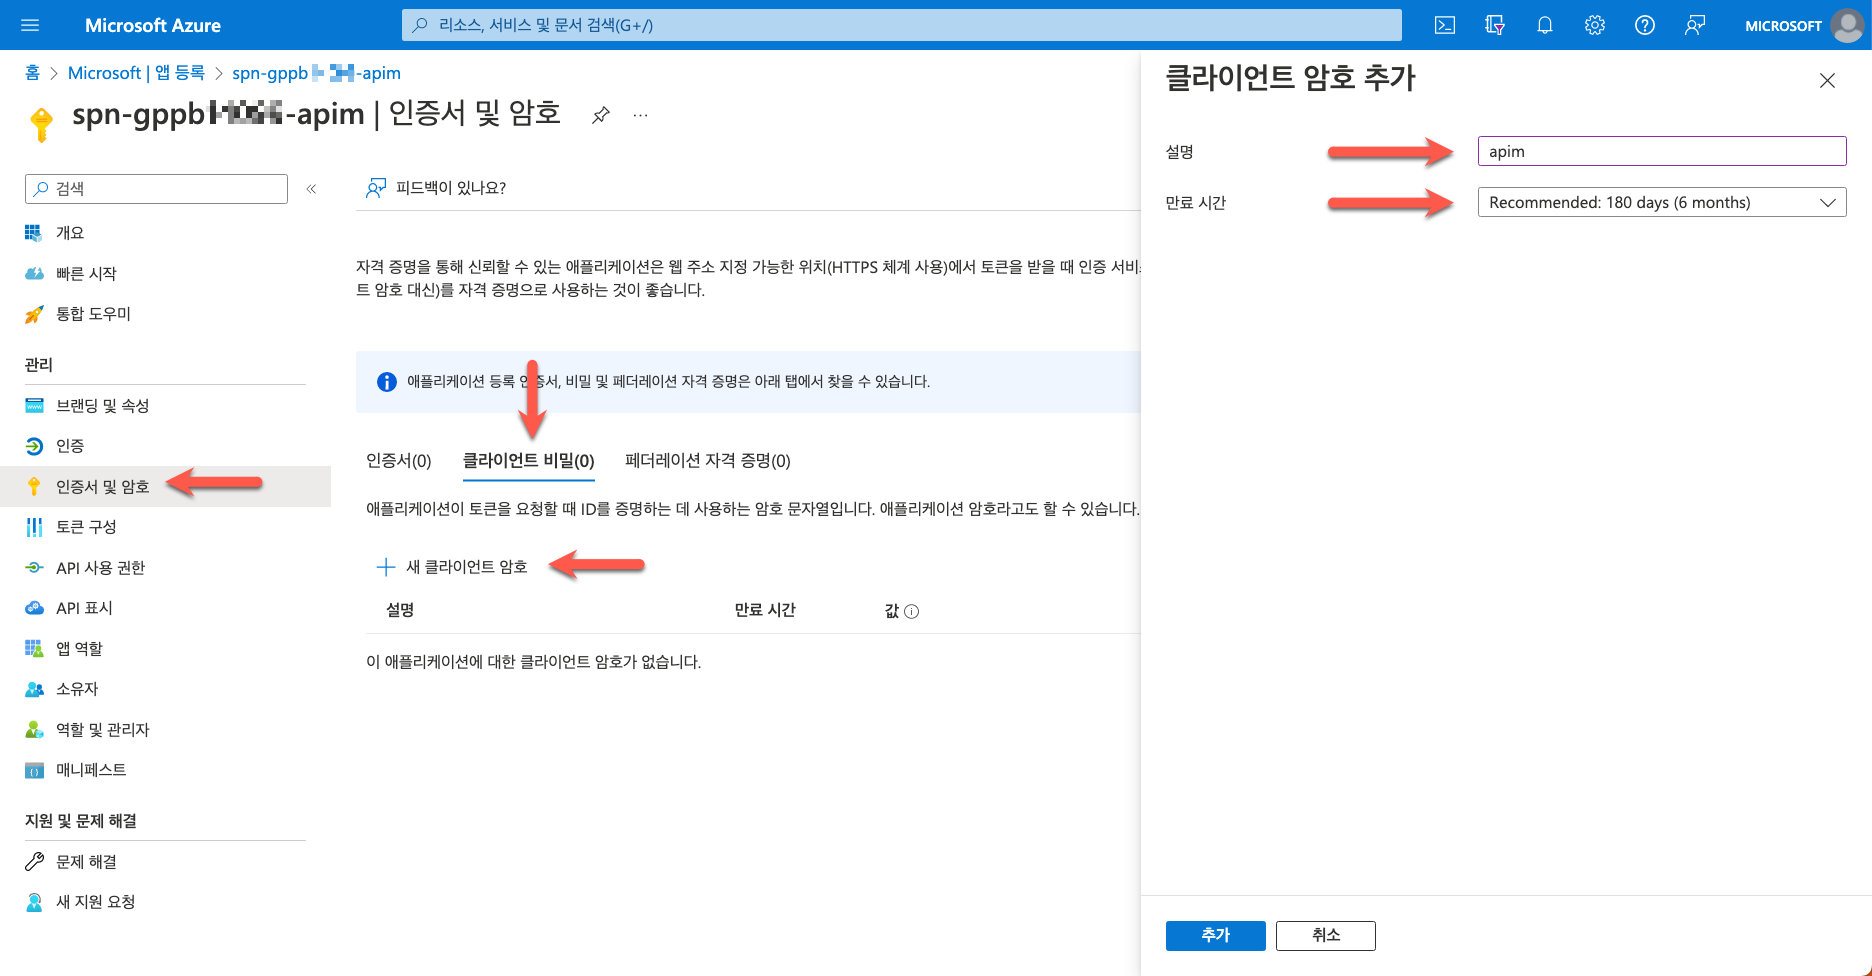 Microsoft Azure
리소스, 서비스 및 문서 검색(G+/)
MICROSOFT
홈 > Microsoft | 앱 등록 > spn-gppb -apim
spn-gppb -apim | 인증서 및 암호
검색
개요
빠른 시작
통합 도우미
관리
브랜딩 및 속성
인증
인증서 및 암호
토큰 구성
API 사용 권한
API 표시
앱 역할
소유자
역할 및 관리자
매니페스트
지원 및 문제 해결
문제 해결
새 지원 요청
피드백이 있나요?
자격 증명을 통해 신뢰할 수 있는 애플리케이션은 웹 주소 지정 가능한 위치(HTTPS 체계 사용)에서 토큰을 받을 때 인증 서비
트 암호 대신)를 자격 증명으로 사용하는 것이 좋습니다.
애플리케이션 등록 인증서, 비밀 및 페더레이션 자격 증명은 아래 탭에서 찾을 수 있습니다.
인증서(0) 클라이언트 비밀(0) 페더레이션 자격 증명(0)
애플리케이션이 토큰을 요청할 때 ID를 증명하는 데 사용하는 암호 문자열입니다. 애플리케이션 암호라고도 할 수 있습니다.
새 클라이언트 암호
설명 만료 시간 값
이 애플리케이션에 대한 클라이언트 암호가 없습니다.
클라이언트 암호 추가
설명 apim
만료 시간 Recommended: 180 days (6 months)
추가 취소